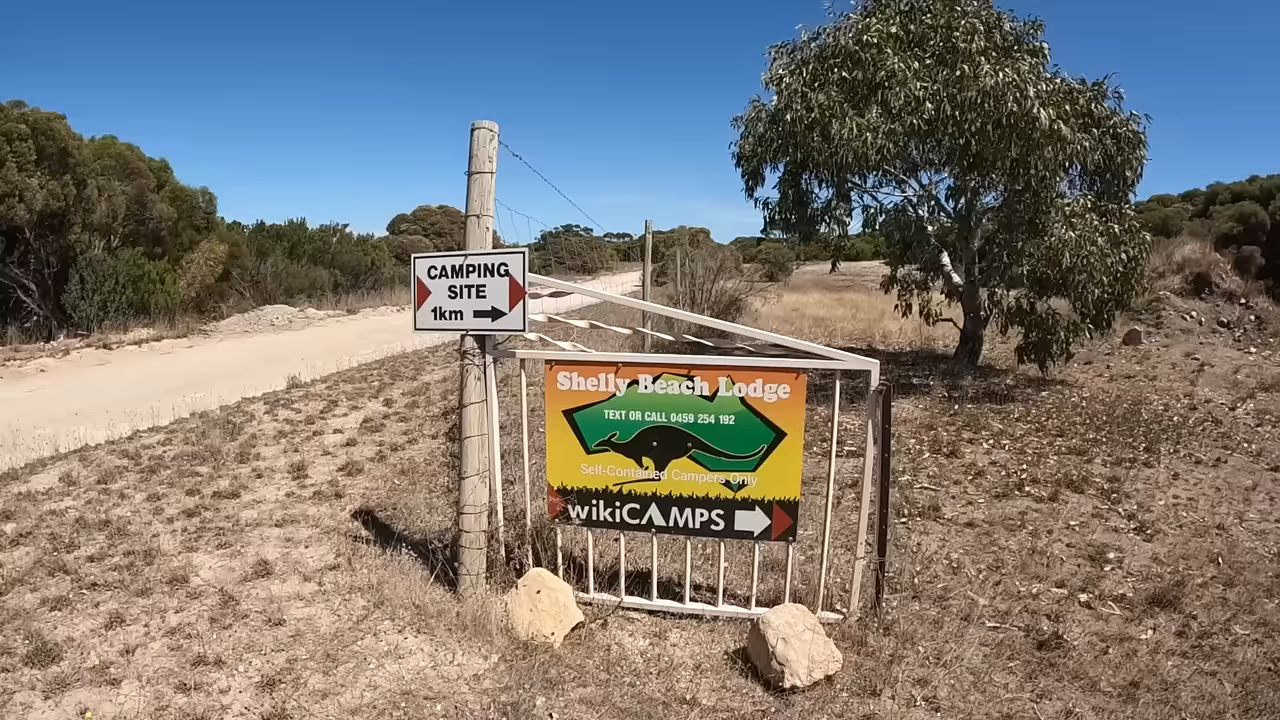 CAMPING
SITE
1km
Shelly Beach Lodge
TEXT OR CALL 0459 254 192
Self-Contained Campers Only
wikiCAMPS